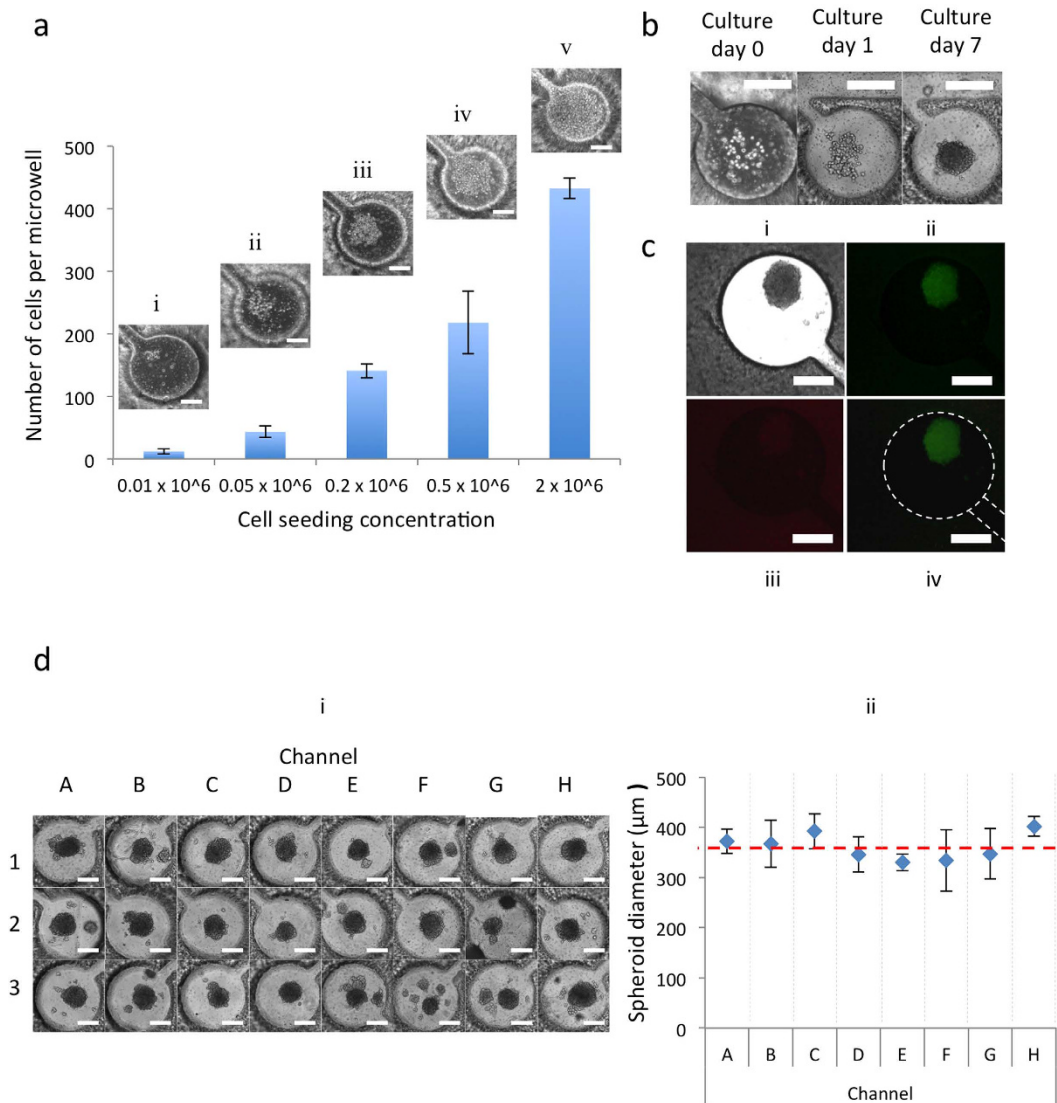 a
Number of cells per microwell
500
400
300
200
100
0
i
ii
iii
iv
v
0.01 x 10^6 0.05 x 10^6 0.2 x 10^6 0.5 x 10^6 2 x 10^6
Cell seeding concentration
b
Culture day 0
Culture day 1
Culture day 7
c
i
ii
iii
iv
d
i
Channel
A B C D E F G H
1
2
3
ii
Spheroid diameter (µm)
500
400
300
200
100
0
A B C D E F G H
Channel